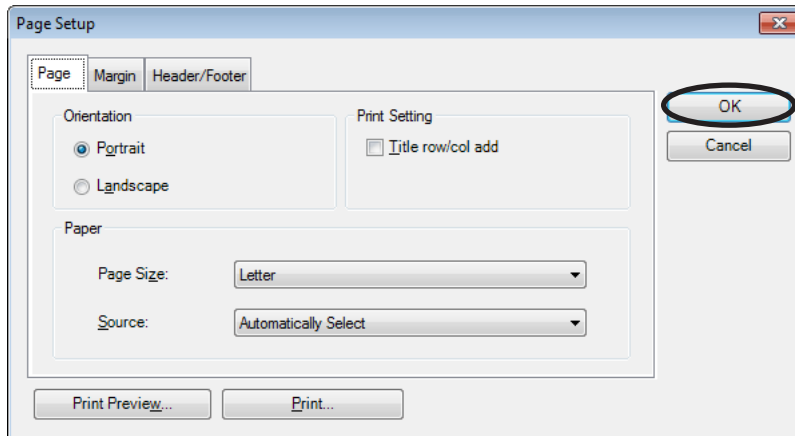 Page Setup
Page Margin Header/Footer
Orientation
Portrait
Landscape
Print Setting
Title row/col add
OK
Cancel
Paper
Page Size: Letter
Source: Automatically Select
Print Preview... Print...